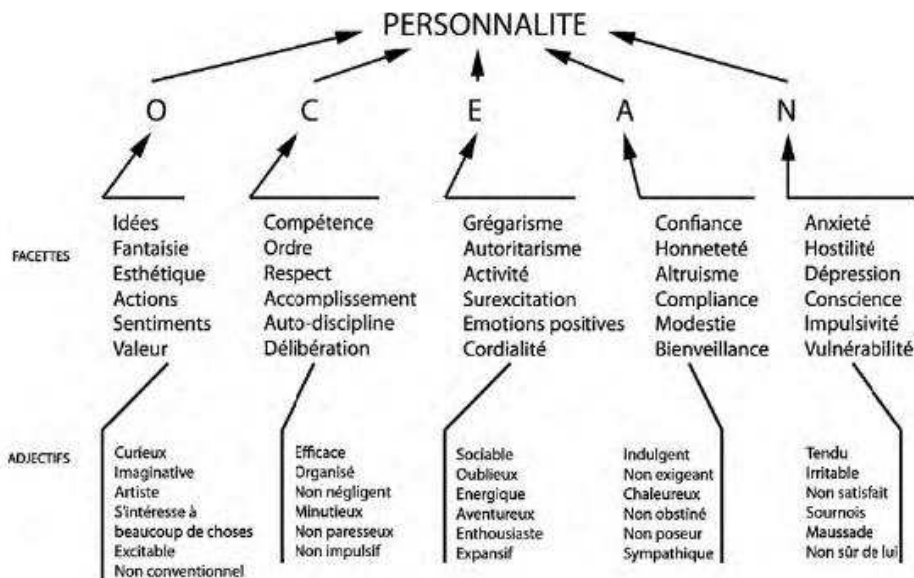 PERSONNALITE
O C E A N
FACETTES
Idées
Fantaisie
Esthétique
Actions
Sentiments
Valeur
Compétence
Ordre
Respect
Accomplissement
Auto-discipline
Délibération
Grégarisme
Autoritarisme
Activité
Surexcitation
Emotions positives
Cordialité
Confiance
Honneteté
Altruisme
Compliance
Modestie
Bienveillance
Anxieté
Hostilité
Dépression
Conscience
Impulsivité
Vulnérabilité
ADJECTIFS
Curieux
Imaginative
Artiste
S'intéresse à
beaucoup de choses
Excitable
Non conventionnel
Efficace
Organisé
Non négligent
Minutieux
Non paresseux
Non impulsif
Sociable
Oublieux
Energique
Aventureux
Enthousiaste
Expansif
Indulgent
Non exigeant
Chaleureux
Non obstiné
Non poseur
Sympathique
Tendu
Irritable
Non satisfait
Sournois
Maussade
Non sûr de lui